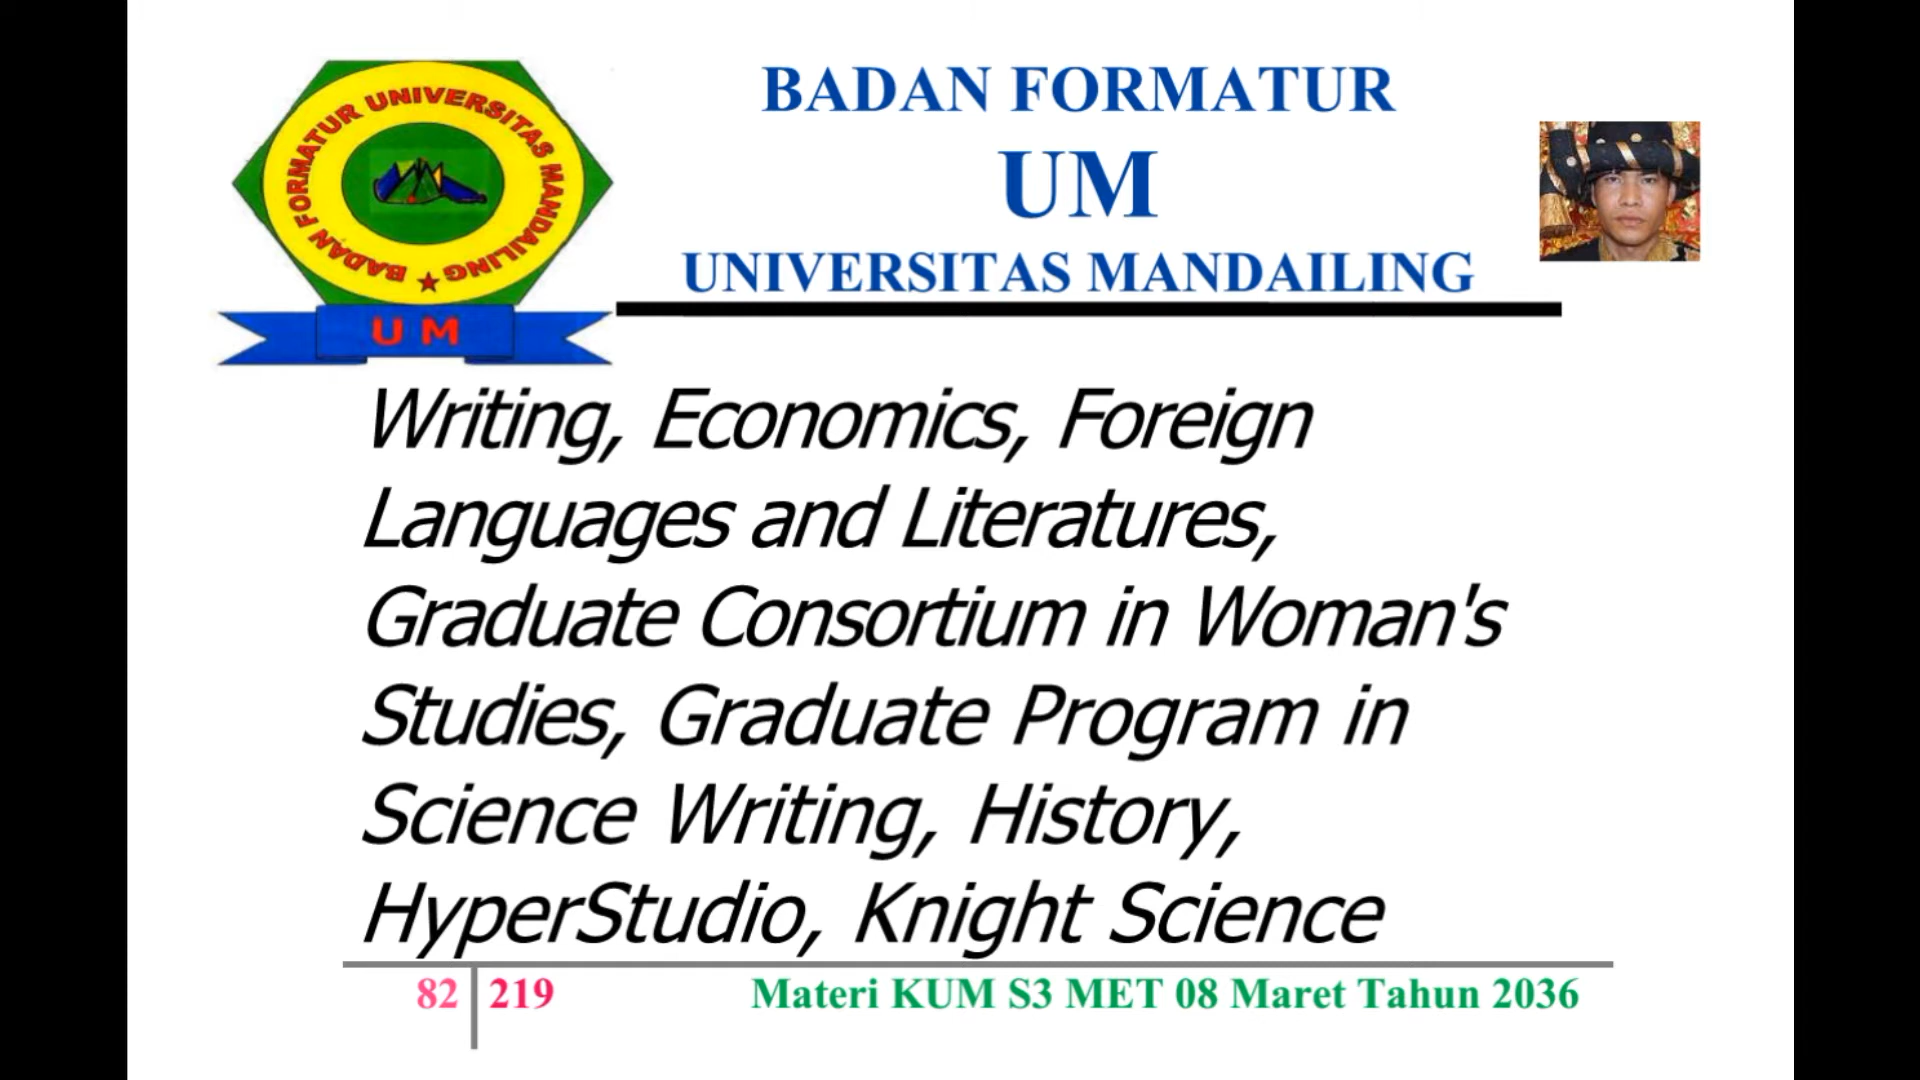 BADAN FORMATUR UNIVERSITAS MANDAILING
U M
BADAN FORMATUR
UM
UNIVERSITAS MANDAILING
Writing, Economics, Foreign
Languages and Literatures,
Graduate Consortium in Woman's
Studies, Graduate Program in
Science Writing, History,
HyperStudio, Knight Science
82 219 Materi KUM S3 MET 08 Maret Tahun 2036